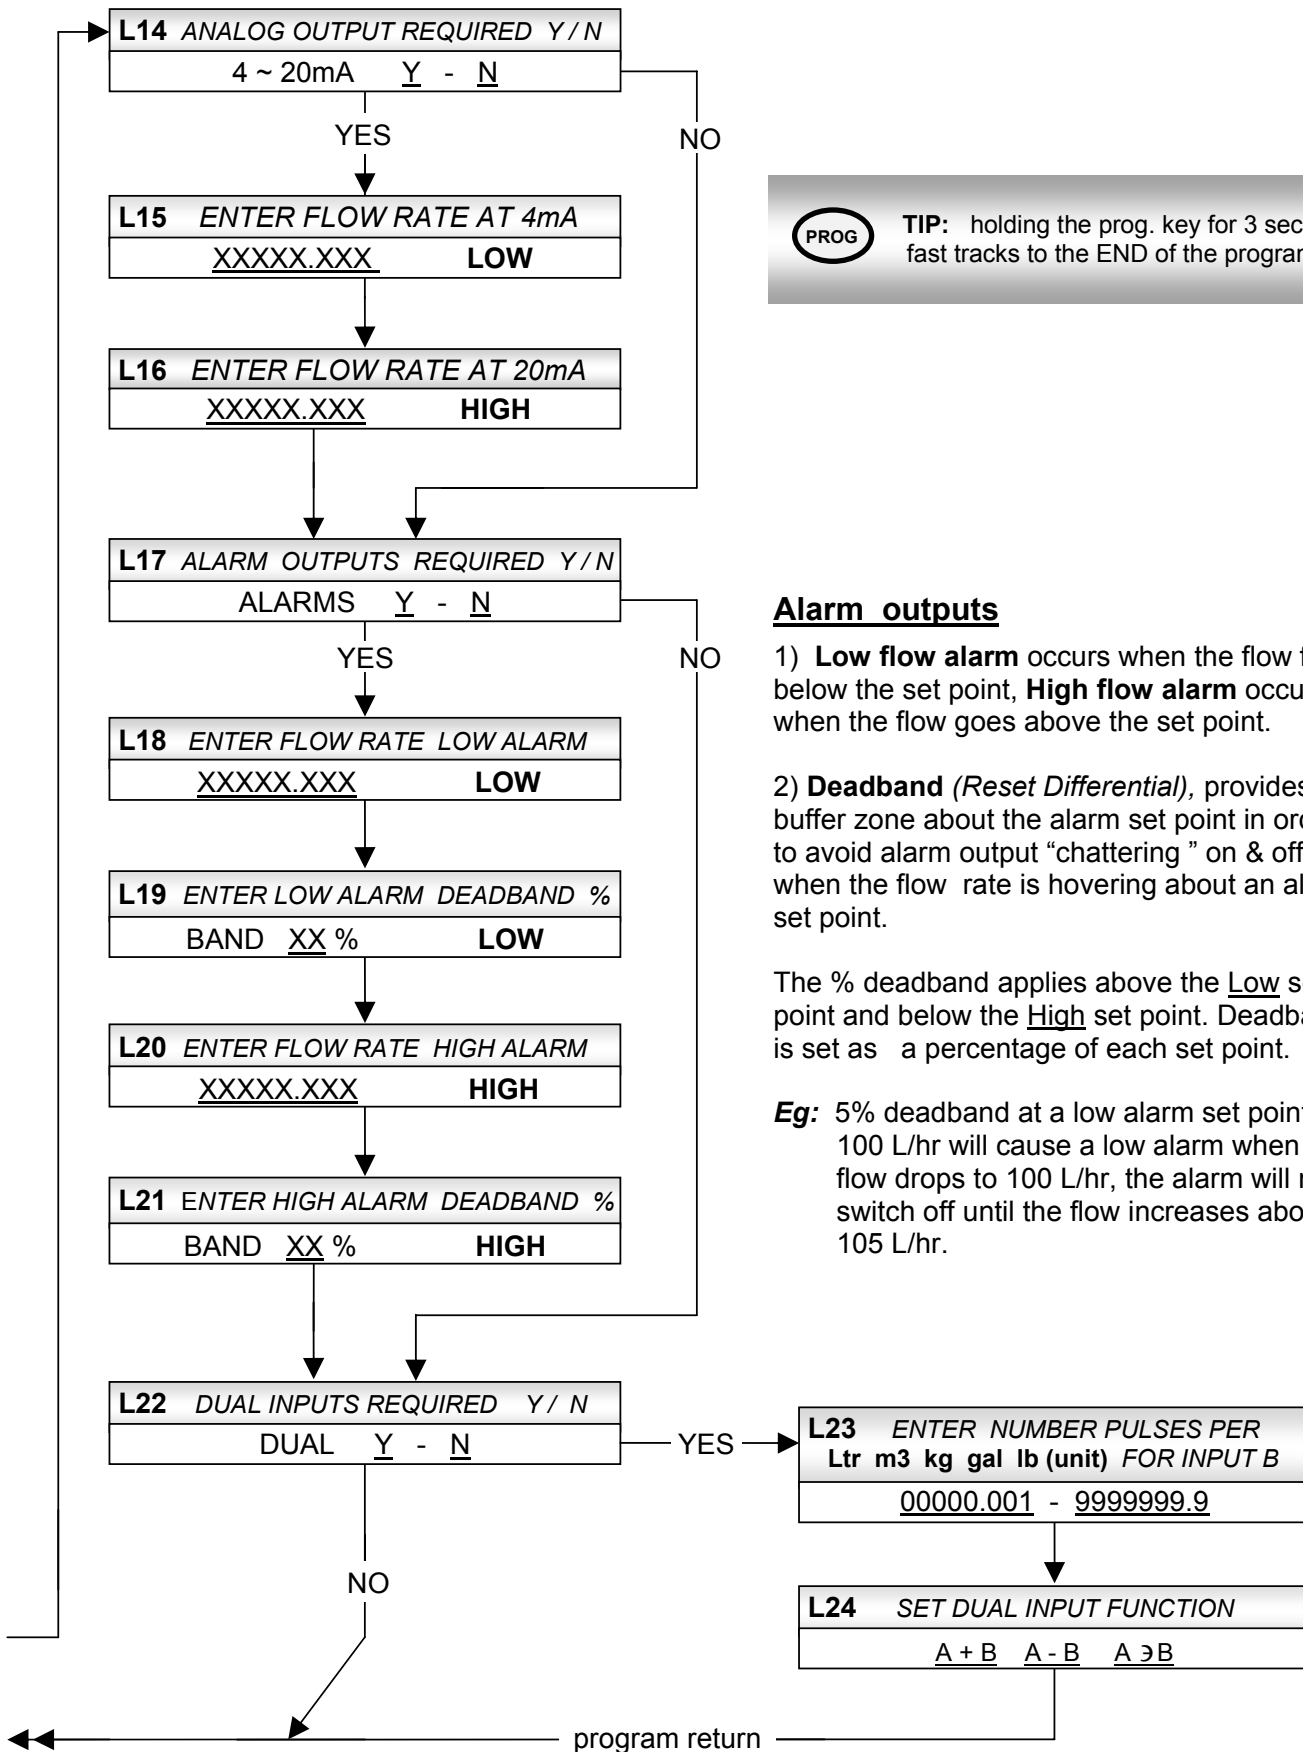 L14 ANALOG OUTPUT REQUIRED Y / N
4 ~ 20mA Y - N
YES
NO
L15 ENTER FLOW RATE AT 4mA
XXXXX.XXX LOW
PROG
TIP: holding the prog. key for 3 sec
fast tracks to the END of the program
L16 ENTER FLOW RATE AT 20mA
XXXXX.XXX HIGH
L17 ALARM OUTPUTS REQUIRED Y / N
ALARMS Y - N
YES
NO
L18 ENTER FLOW RATE LOW ALARM
XXXXX.XXX LOW
L19 ENTER LOW ALARM DEADBAND %
BAND XX % LOW
L20 ENTER FLOW RATE HIGH ALARM
XXXXX.XXX HIGH
L21 ENTER HIGH ALARM DEADBAND %
BAND XX % HIGH
Alarm outputs
1) Low flow alarm occurs when the flow
below the set point, High flow alarm
when the flow goes above the set point.
2) Deadband (Reset Differential), provides
buffer zone about the alarm set point in
to avoid alarm output “chattering ” on & off
when the flow rate is hovering about an
set point.
The % deadband applies above the Low
point and below the High set point.
is set as a percentage of each set point.
Eg: 5% deadband at a low alarm set point
100 L/hr will cause a low alarm when
flow drops to 100 L/hr, the alarm will
switch off until the flow increases
105 L/hr.
L22 DUAL INPUTS REQUIRED Y / N
DUAL Y - N
YES
NO
L23 ENTER NUMBER PULSES PER
Ltr m3 kg gal lb (unit) FOR INPUT B
00000.001 - 9999999.9
L24 SET DUAL INPUT FUNCTION
A + B A - B A ϶ B
program return